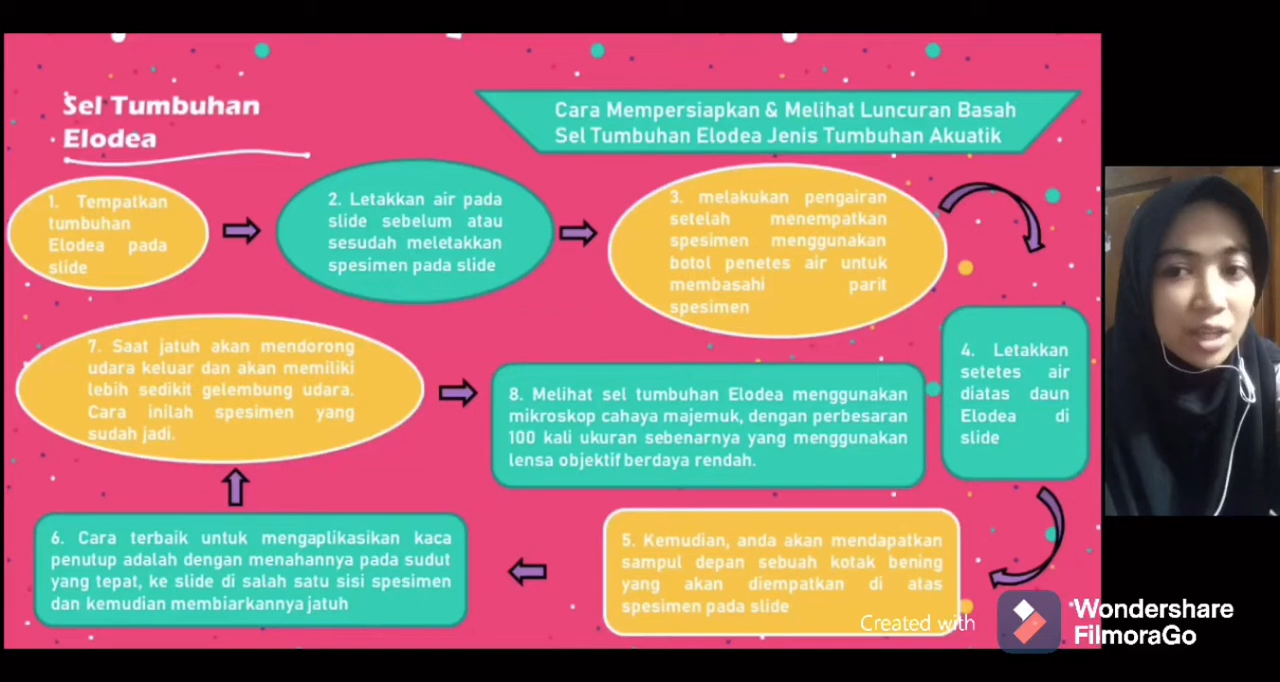 Sel Tumbuhan
Elodea
Cara Mempersiapkan & Melihat Luncuran Basah
Sel Tumbuhan Elodea Jenis Tumbuhan Akuatik
1. Tempatkan
tumbuhan
Elodea pada
slide
2. Letakkan air pada
slide sebelum atau
sesudah meletakkan
spesimen pada slide
3. melakukan pengairan
setelah menempatkan
spesimen menggunakan
botol penetes air untuk
membasahi parit
spesimen
4. Letakkan
setetes air
diatas daun
Elodea di
slide
5. Kemudian, anda akan mendapatkan
sampul depan sebuah kotak bening
yang akan diempatkan di atas
spesimen pada slide
6. Cara terbaik untuk mengaplikasikan kaca
penutup adalah dengan menahannya pada sudut
yang tepat, ke slide di salah satu sisi spesimen
dan kemudian membiarkannya jatuh
7. Saat jatuh akan mendorong
udara keluar dan akan memiliki
lebih sedikit gelembung udara.
Cara inilah spesimen yang
sudah jadi.
8. Melihat sel tumbuhan Elodea menggunakan
mikroskop cahaya majemuk, dengan perbesaran
100 kali ukuran sebenarnya yang menggunakan
lensa objektif berdaya rendah.
Created with
Wondershare
FilmoraGo